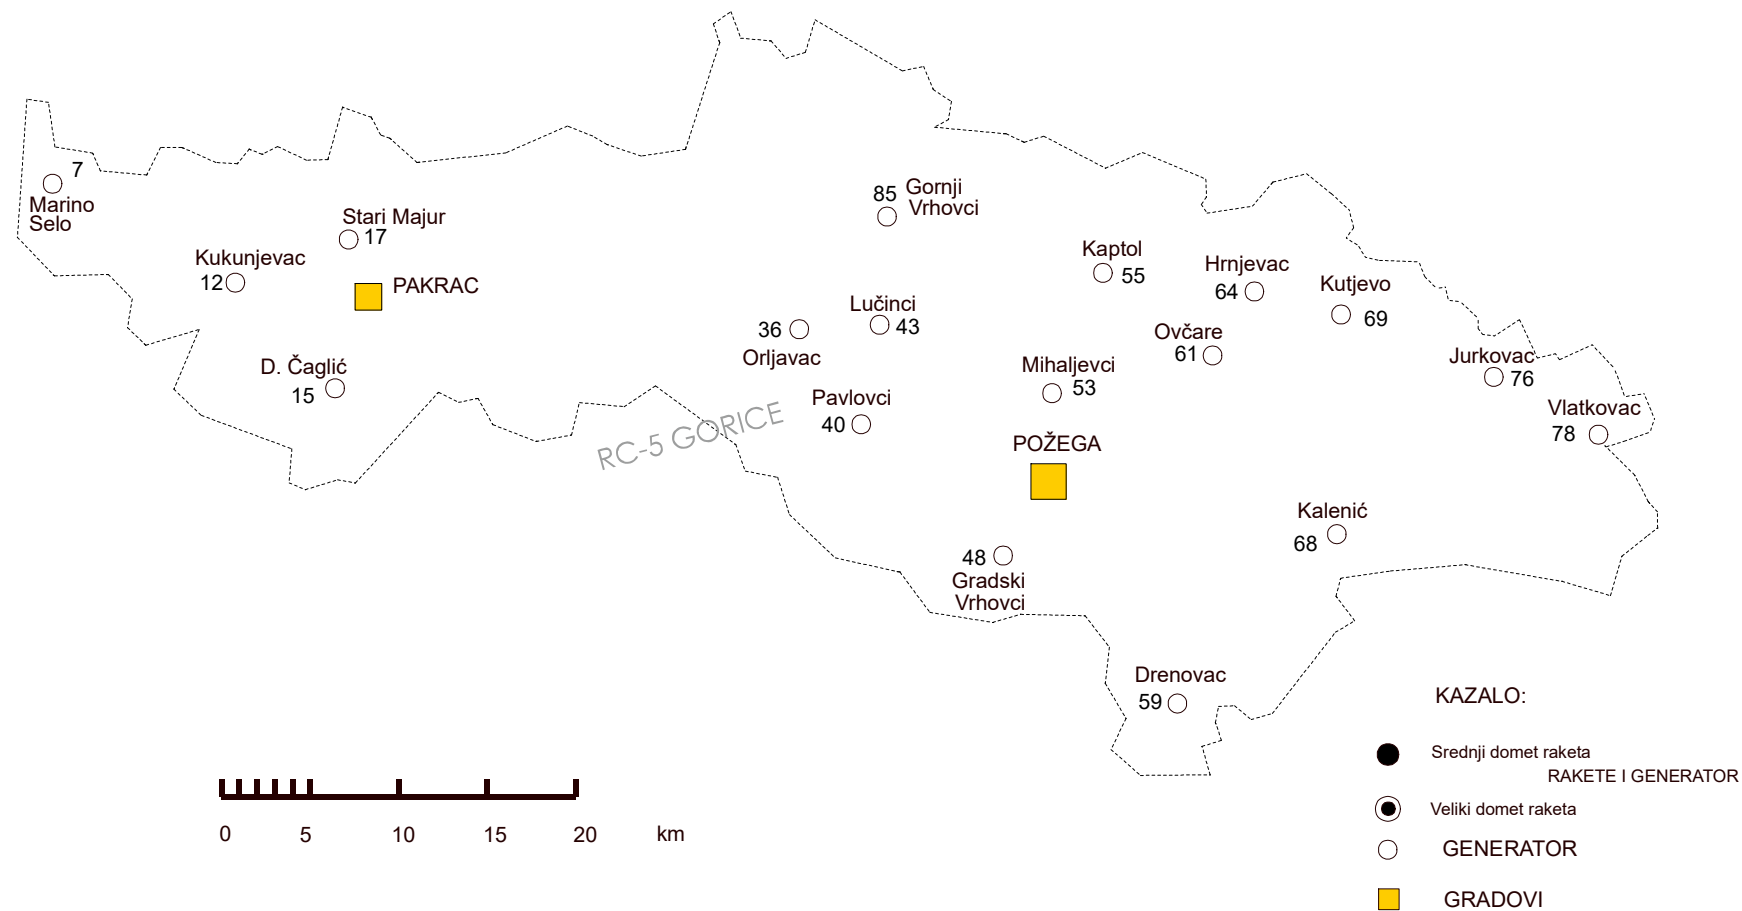 7
Marino
Selo
Stari Majur
17
Kukunjevac
12
PAKRAC
D. Čaglić
15
85
Gornji
Vrhovci
Kaptol
55
Hrnjevac
64
Kutjevo
69
Lučinci
43
36
Orljavac
Ovčare
61
Mihaljevci
53
Jurkovac
76
Pavlovci
40
Vlatkovac
78
RC-5 GORICE
POŽEGA
Kalenić
68
48
Gradski
Vrhovci
Drenovac
59
KAZALO:
Srednji domet raketa
RAKETE I GENERATOR
Veliki domet raketa
GENERATOR
GRADOVI
0 5 10 15 20 km